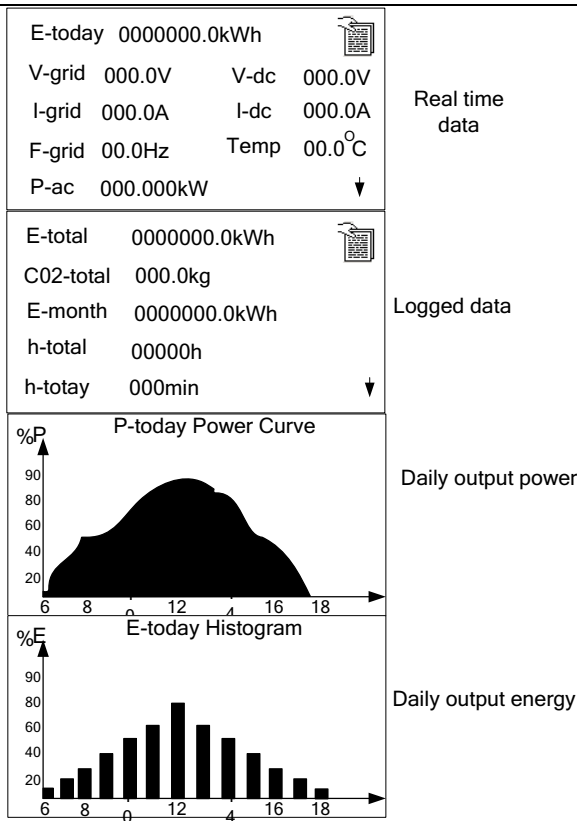 E-today 0000000.0kWh
V-grid 000.0V V-dc 000.0V
I-grid 000.0A I-dc 000.0A
F-grid 00.0Hz Temp 00.0°C
P-ac 000.000kW
Real time
data
E-total 0000000.0kWh
C02-total 000.0kg
E-month 0000000.0kWh
h-total 00000h
h-totay 000min
Logged data
%P P-today Power Curve
90
80
60
40
20
6 8 0 12 4 16 18
Daily output power
%E E-today Histogram
90
80
60
40
20
6 8 0 12 4 16 18
Daily output energy